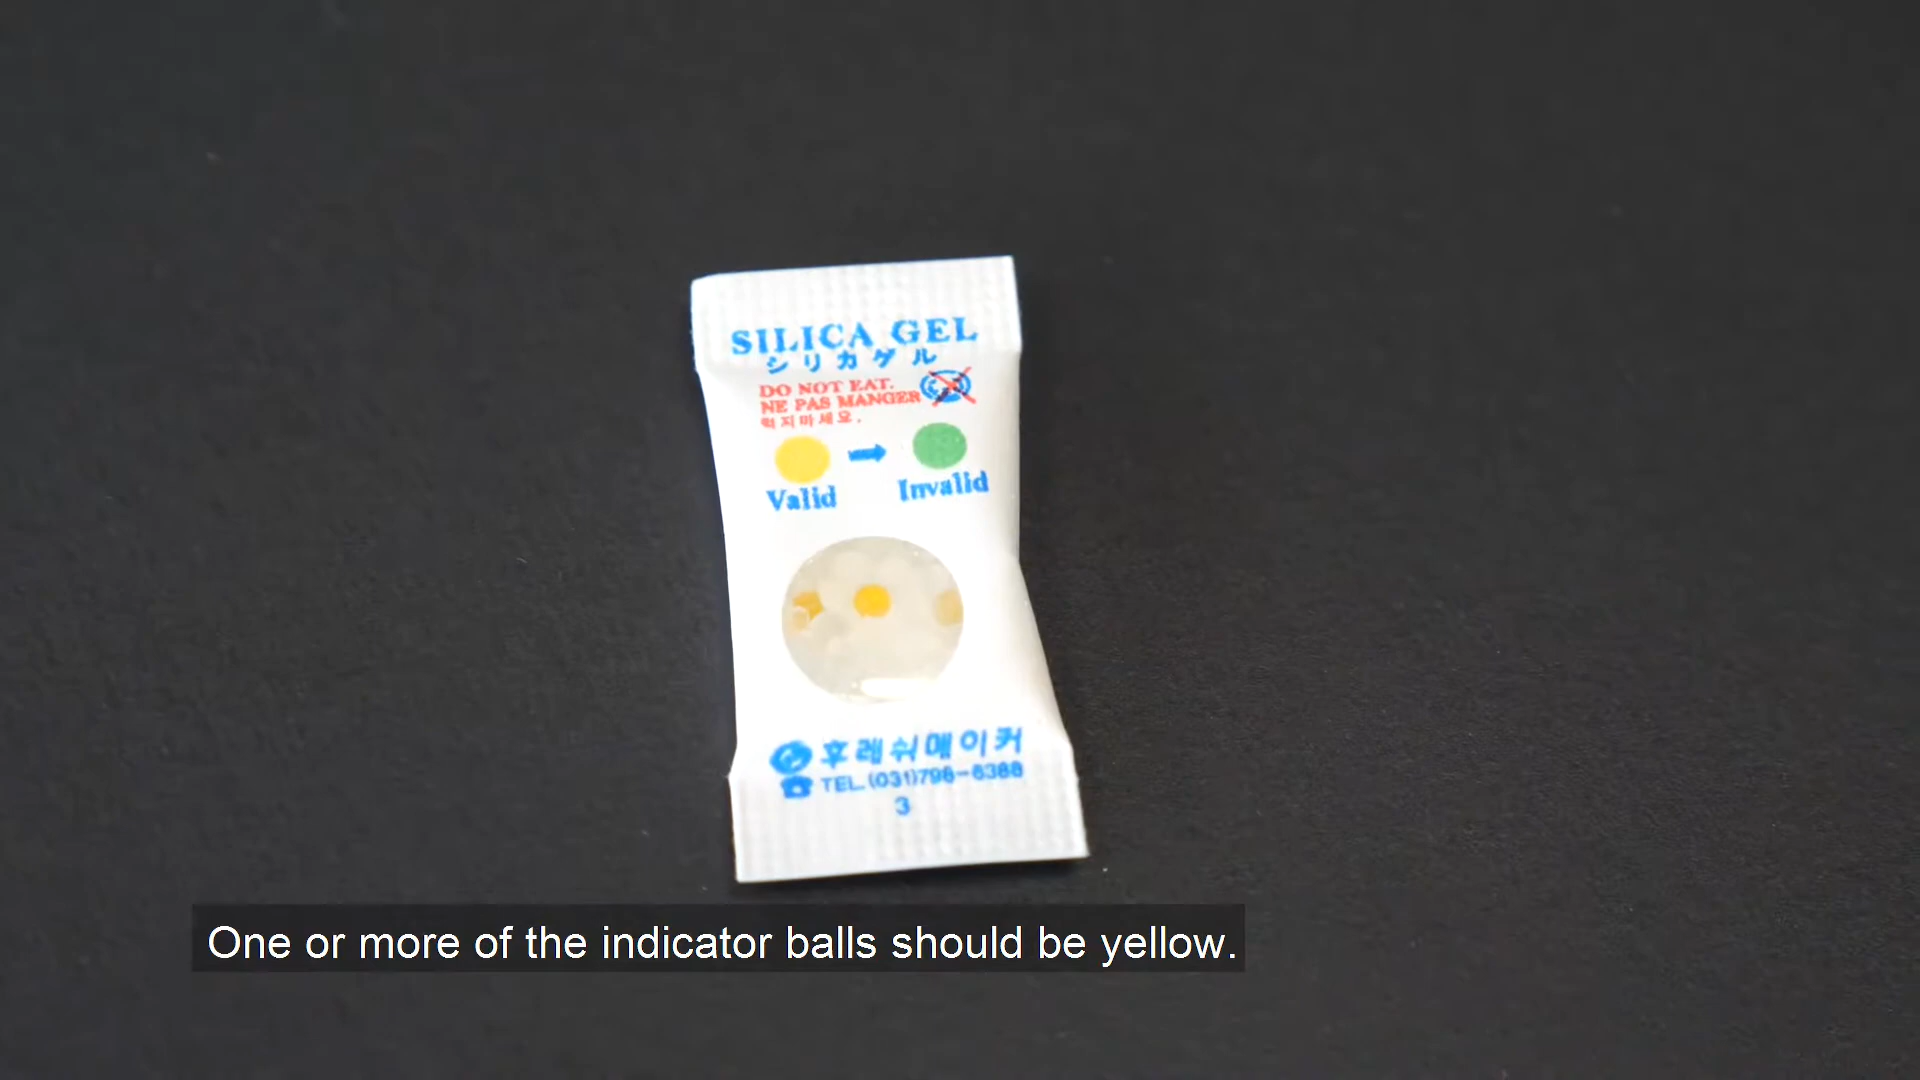 SILICA GEL
シリカゲル
DO NOT EAT.
NE PAS MANGER
먹지마세요.
Valid
Invalid
후레쉬메이커
TEL.(031)798-8388
3
One or more of the indicator balls should be yellow.